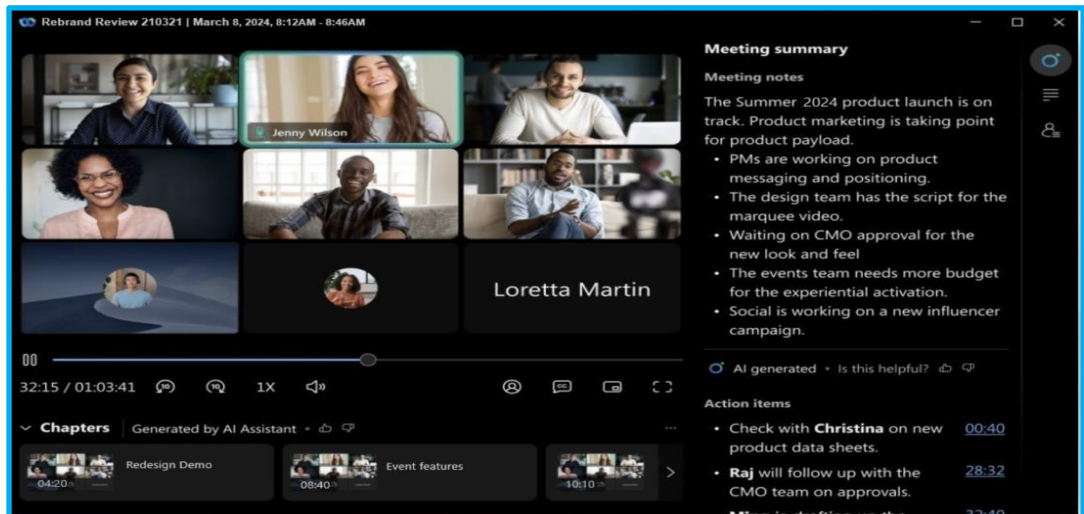 Rebrand Review 210321 | March 8, 2024, 8:12AM - 8:46AM
Jenny Wilson
Loretta Martin
32:15 / 01:03:41
10
10
1X
CC
Chapters
Generated by AI Assistant •
...
04:20
Redesign Demo
08:40
Event features
10:10
Meeting summary
Meeting notes
The Summer 2024 product launch is on
track. Product marketing is taking point
for product payload.
• PMs are working on product
messaging and positioning.
• The design team has the script for the
marquee video.
• Waiting on CMO approval for the
new look and feel
• The events team needs more budget
for the experiential activation.
• Social is working on a new influencer
campaign.
AI generated • Is this helpful?
Action items
• Check with Christina on new 00:40
product data sheets.
• Raj will follow up with the 28:32
CMO team on approvals.